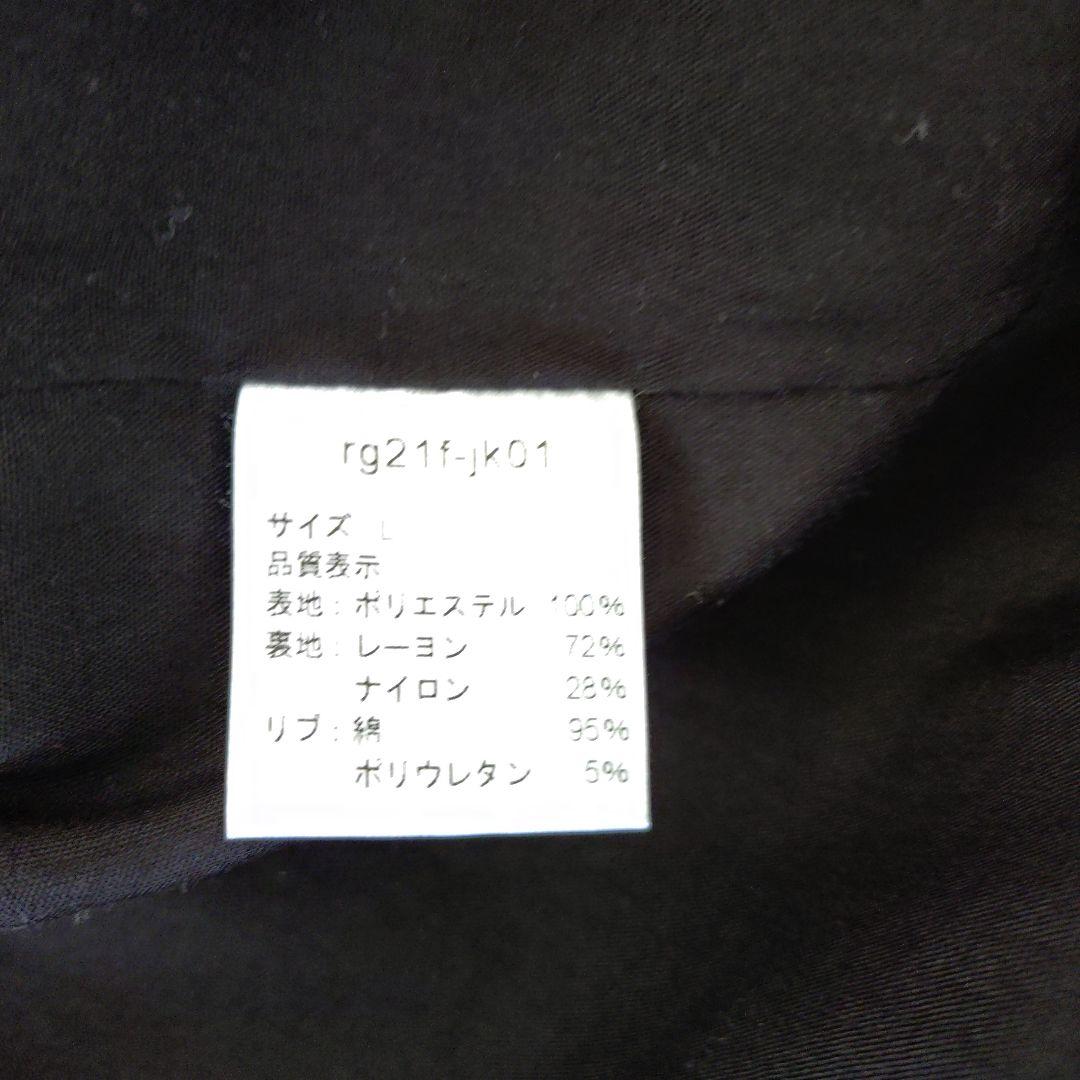 rg21f-jk01
サイズ L
品質表示
表地：ポリエステル 100%
裏地：レーヨン 72%
ナイロン 28%
リブ：綿 95%
ポリウレタン 5%